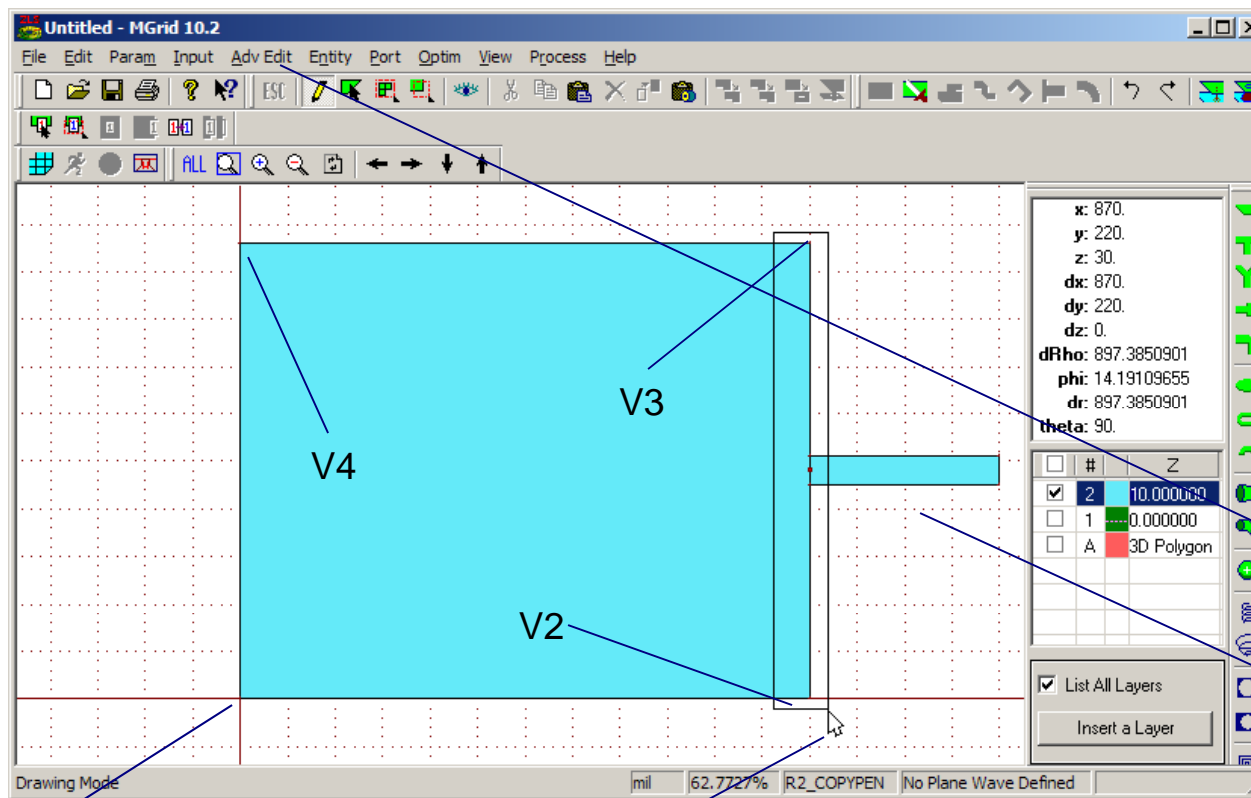 Untitled - MGrid 10.2
File Edit Param Input Adv Edit Entity Port Optim View Process Help
ESC
ALL
x: 870.
y: 220.
z: 30.
dx: 870.
dy: 220.
dz: 0.
dRho: 897.3850901
phi: 14.19109655
dr: 897.3850901
theta: 90.
# Z
2 10.000000
1 0.000000
A 3D Polygon
V3
V4
V2
List All Layers
Insert a Layer
Drawing Mode mil 62.7727% R2_COPYPEN No Plane Wave Defined